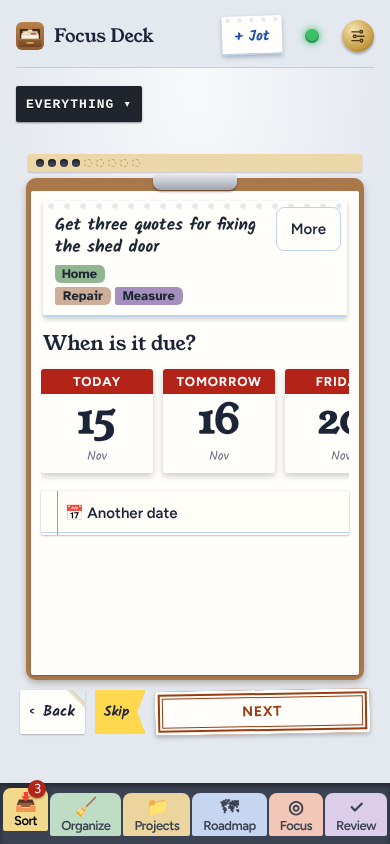 Focus Deck
+ Jot
EVERYTHING ▾
Get three quotes for fixing
the shed door
More
Home
Repair Measure
When is it due?
TODAY TOMORROW
15 16
Nov Nov Nov
Another date
‹ Back Skip NEXT
3
Sort Organize Projects Roadmap Focus Review